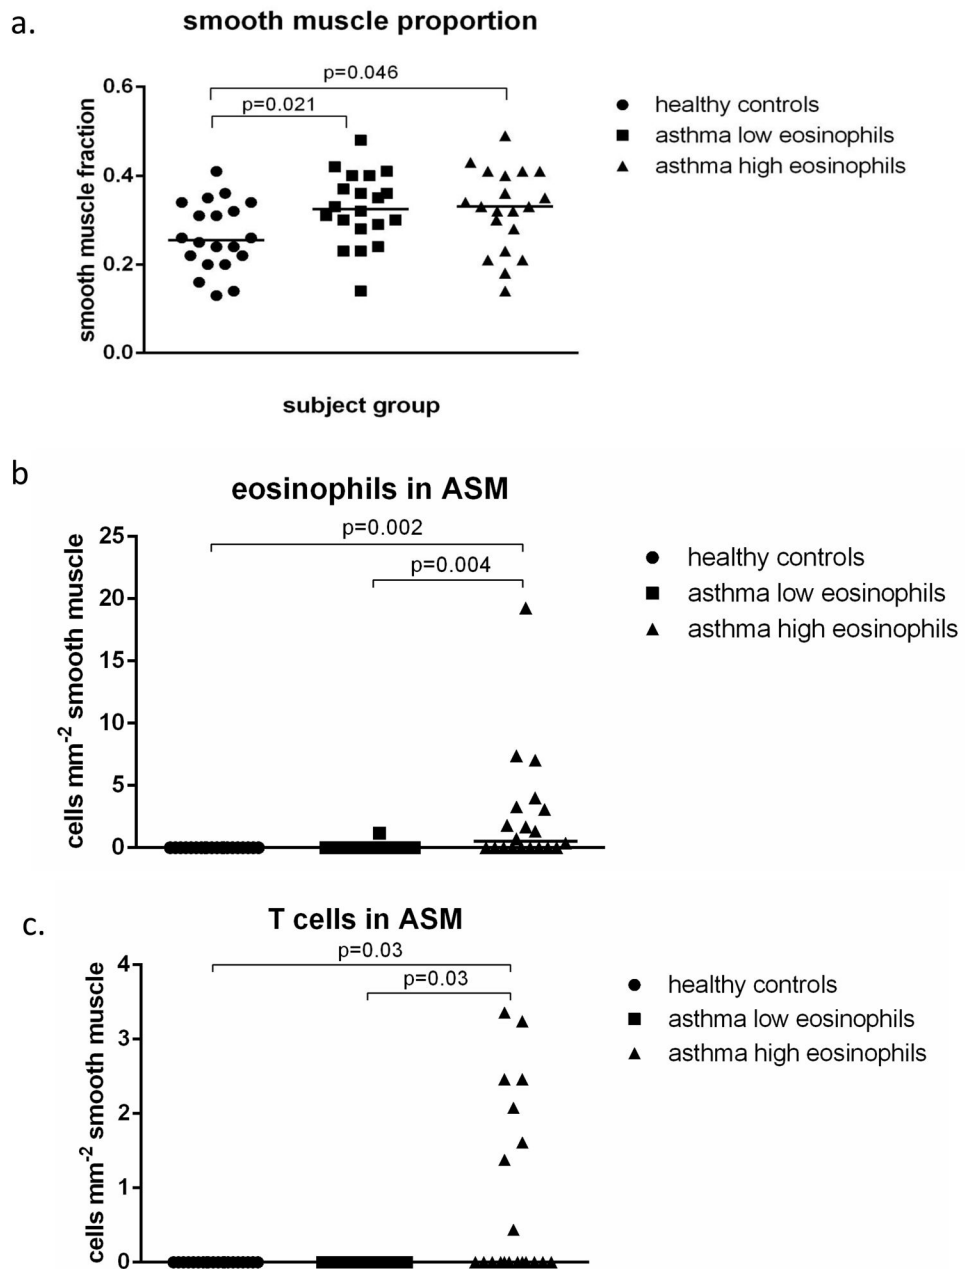 a.
smooth muscle proportion
p=0.046
p=0.021
0.6
0.4
0.2
0.0
smooth muscle fraction
subject group
healthy controls
asthma low eosinophils
asthma high eosinophils
b
eosinophils in ASM
p=0.002
p=0.004
25
20
15
10
5
0
cells mm-2 smooth muscle
healthy controls
asthma low eosinophils
asthma high eosinophils
c.
T cells in ASM
p=0.03
p=0.03
4
3
2
1
0
cells mm-2 smooth muscle
healthy controls
asthma low eosinophils
asthma high eosinophils